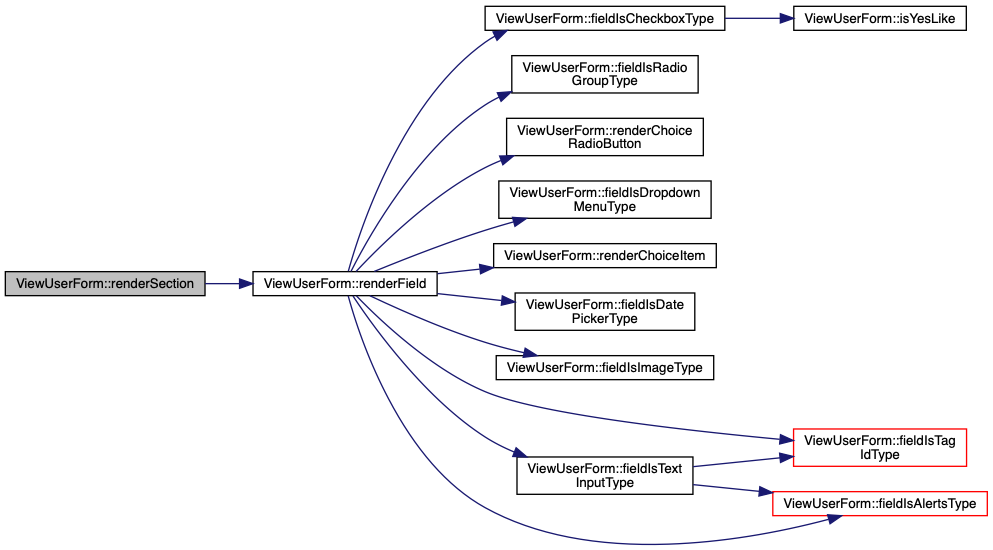 ViewUserForm::renderSection
ViewUserForm::renderField
ViewUserForm::fieldIsCheckboxType
ViewUserForm::isYesLike
ViewUserForm::fieldIsRadio
GroupType
ViewUserForm::renderChoice
RadioButton
ViewUserForm::fieldIsDropdown
MenuType
ViewUserForm::renderChoiceItem
ViewUserForm::fieldIsDate
PickerType
ViewUserForm::fieldIsImageType
ViewUserForm::fieldIsTag
IdType
ViewUserForm::fieldIsText
InputType
ViewUserForm::fieldIsAlertsType